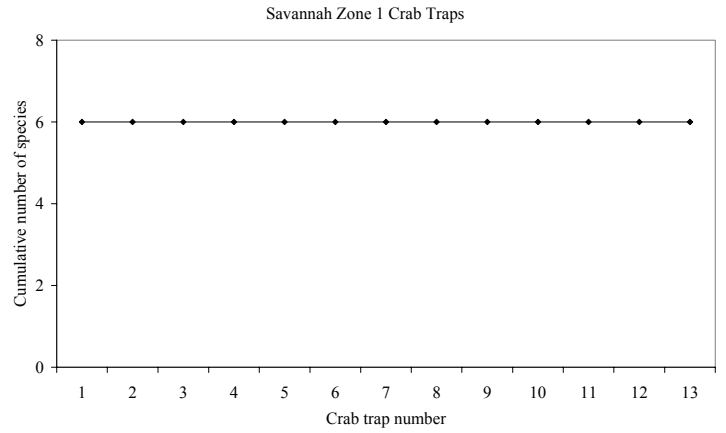 Savannah Zone 1 Crab Traps
8
6
4
2
0
Cumulative number of species
1 2 3 4 5 6 7 8 9 10 11 12 13
Crab trap number